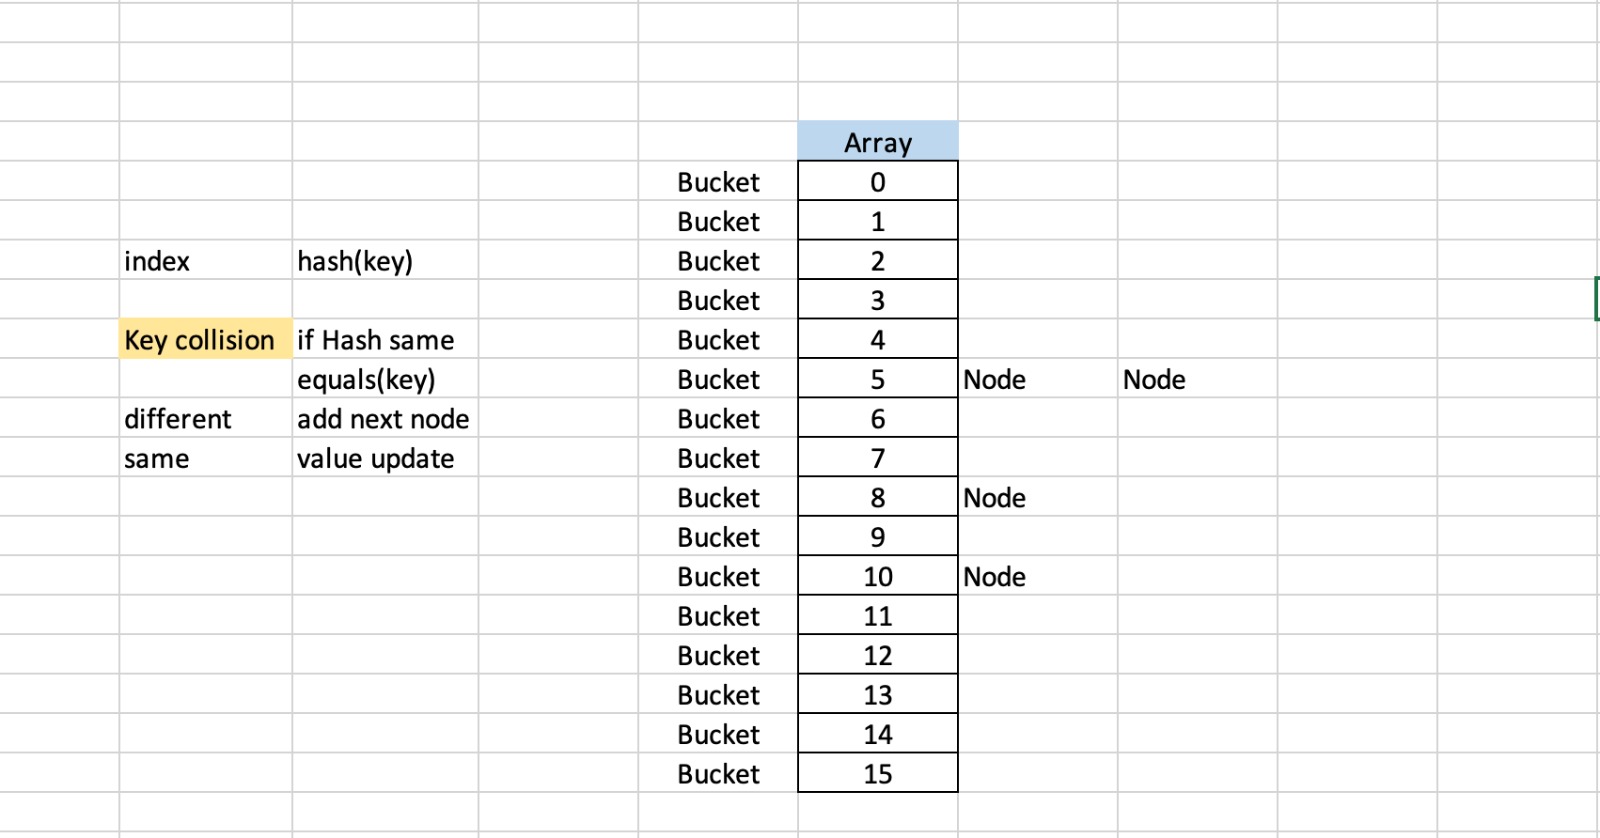 Array
Bucket 0
Bucket 1
index hash(key) Bucket 2
Bucket 3
Key collision if Hash same Bucket 4
equals(key) Bucket 5 Node Node
different add next node Bucket 6
same value update Bucket 7
Bucket 8 Node
Bucket 9
Bucket 10 Node
Bucket 11
Bucket 12
Bucket 13
Bucket 14
Bucket 15